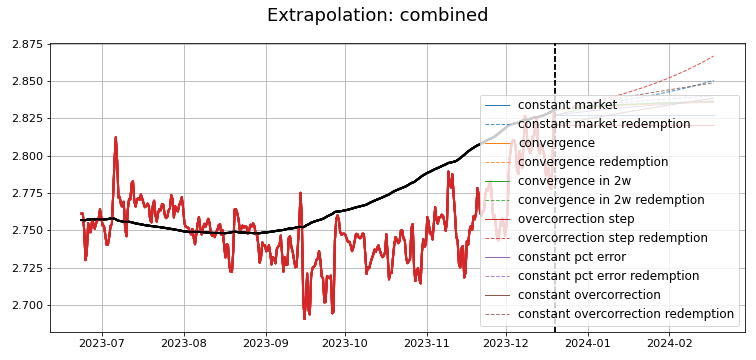 Extrapolation: combined
2.875
2.850
2.825
2.800
2.775
2.750
2.725
2.700
constant market
constant market redemption
convergence
convergence redemption
convergence in 2w
convergence in 2w redemption
overcorrection step
overcorrection step redemption
constant pct error
constant pct error redemption
constant overcorrection
constant overcorrection redemption
2023-07
2023-08
2023-09
2023-10
2023-11
2023-12
2024-01
2024-02